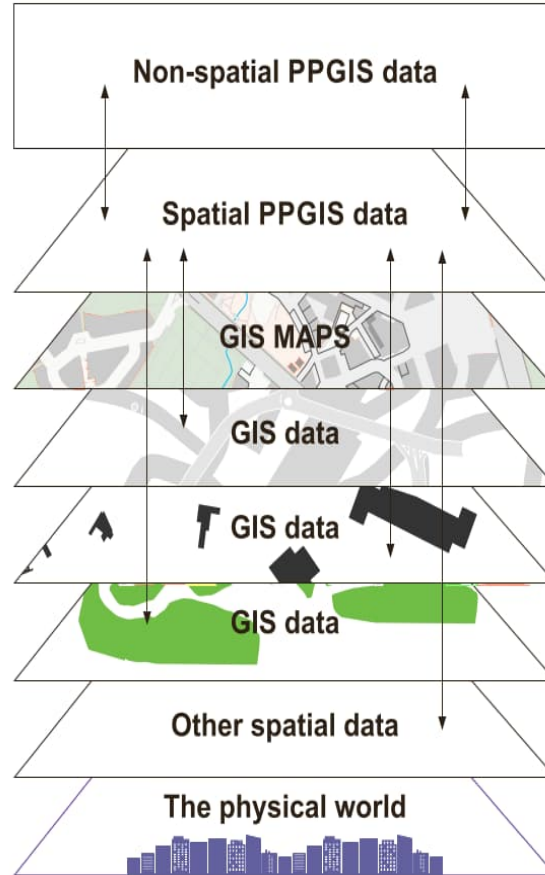 Non-spatial PPGIS data
Spatial PPGIS data
GIS MAPS
GIS data
GIS data
GIS data
Other spatial data
The physical world